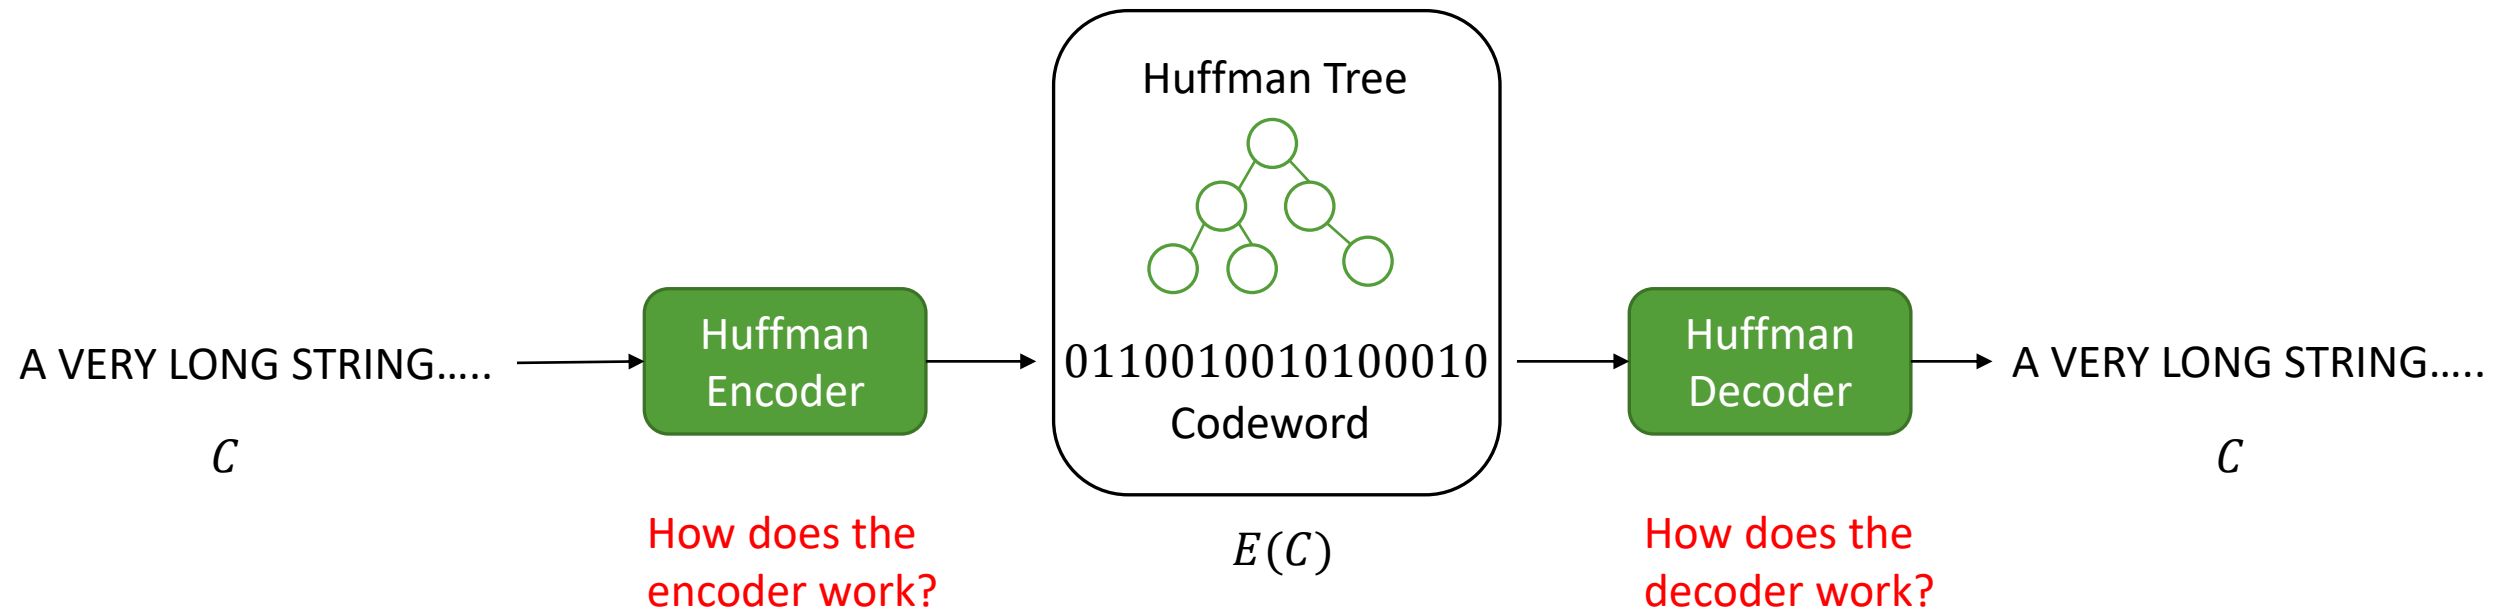 Huffman Tree
A VERY LONG STRING.....
C
Huffman
Encoder
How does the
encoder work?
0110010010100010
Codeword
E(C)
Huffman
Decoder
How does the
decoder work?
A VERY LONG STRING.....
C